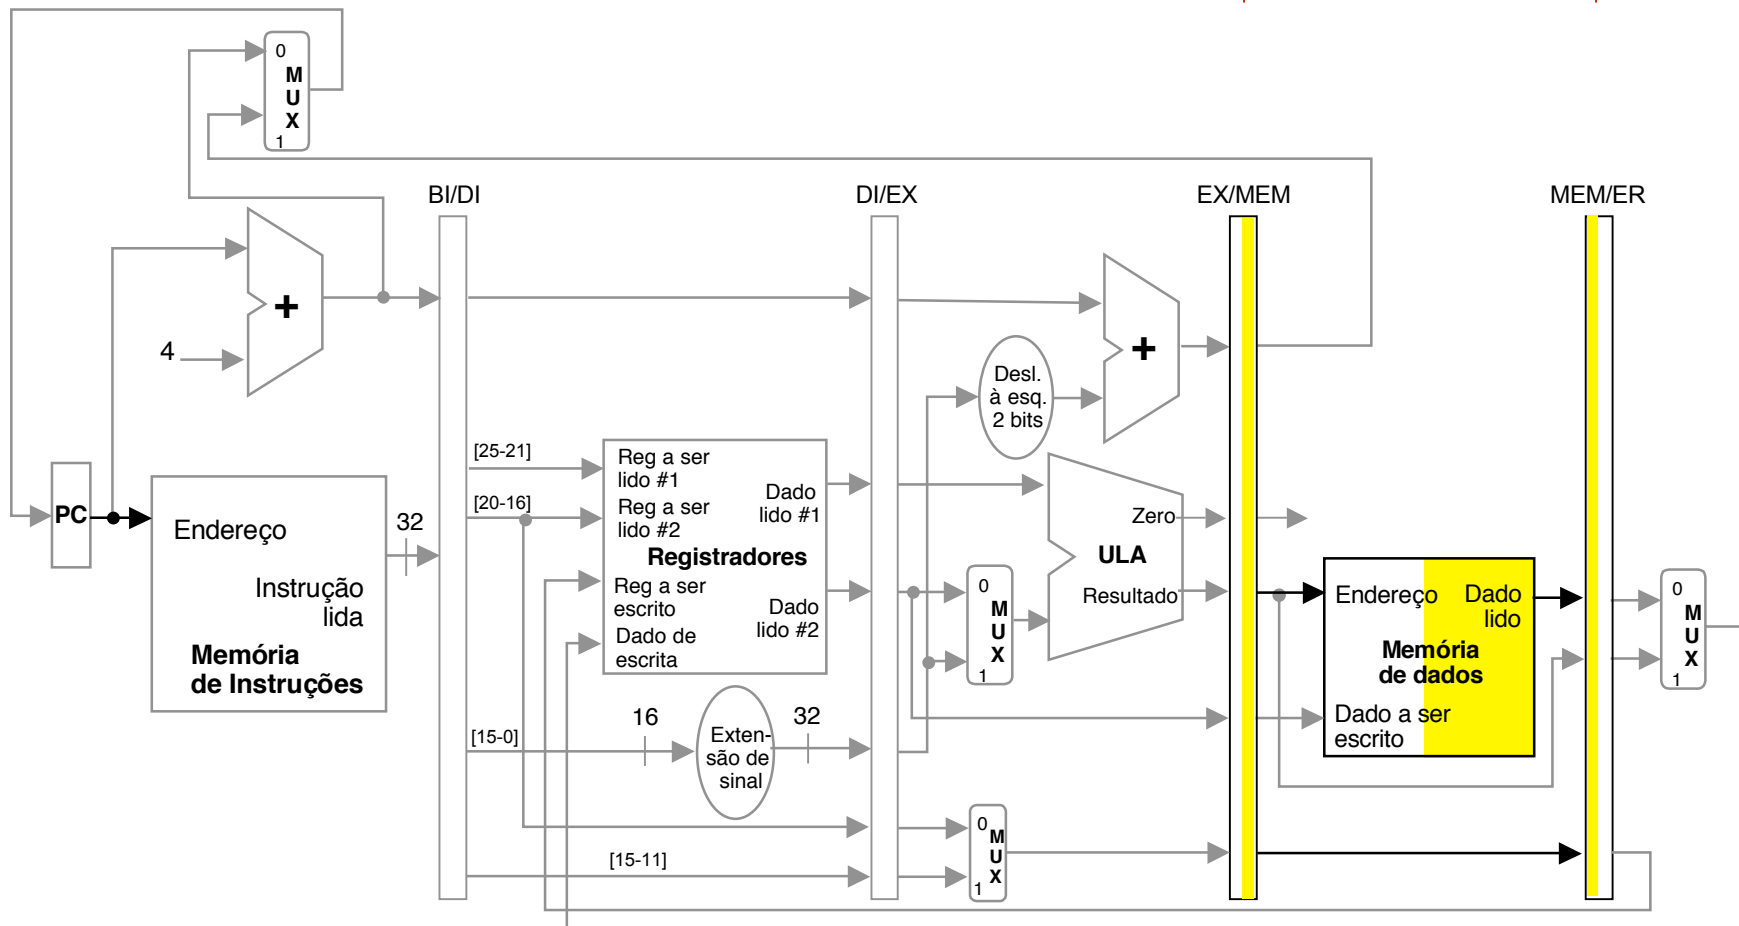 0
M
U
X
1
BI/DI
DI/EX
EX/MEM
MEM/ER
+
4
+
Desl.
à esq.
2 bits
PC
Endereço
Instrução
lida
Memória
de Instruções
32
[25-21]
[20-16]
Reg a ser
lido #1
Reg a ser
lido #2
Registradores
Reg a ser
escrito
Dado de
escrita
Dado
lido #1
Dado
lido #2
[15-0]
16
Exten-
são de
sinal
32
[15-11]
0
M
U
X
1
Zero
ULA
Resultado
0
M
U
X
1
Endereço
Dado
lido
Memória
de dados
Dado a ser
escrito
0
M
U
X
1